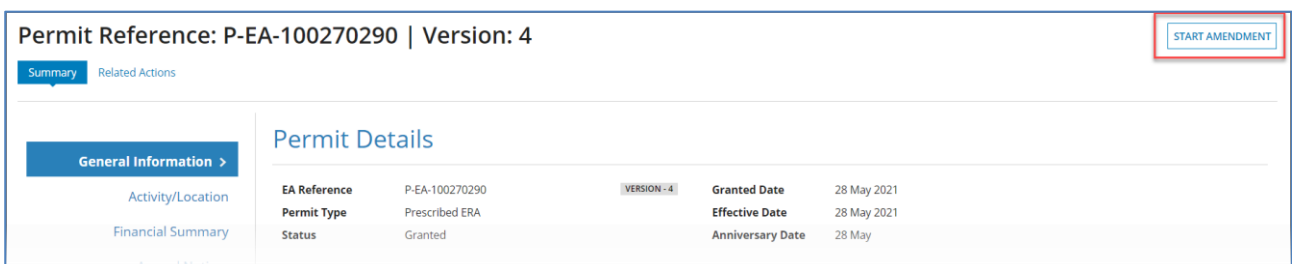 Permit Reference: P-EA-100270290 | Version: 4
START AMENDMENT
Summary Related Actions
General Information >
Activity/Location
Financial Summary
Permit Details
EA Reference P-EA-100270290 VERSION - 4 Granted Date 28 May 2021
Permit Type Prescribed ERA Effective Date 28 May 2021
Status Granted Anniversary Date 28 May